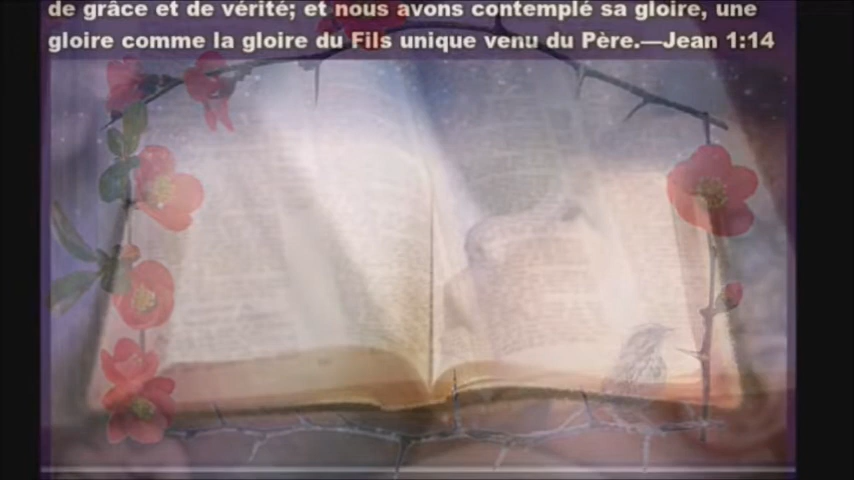 de grâce et de vérité; et nous avons contemplé sa gloire, une
gloire comme la gloire du Fils unique venu du Père.—Jean 1:14